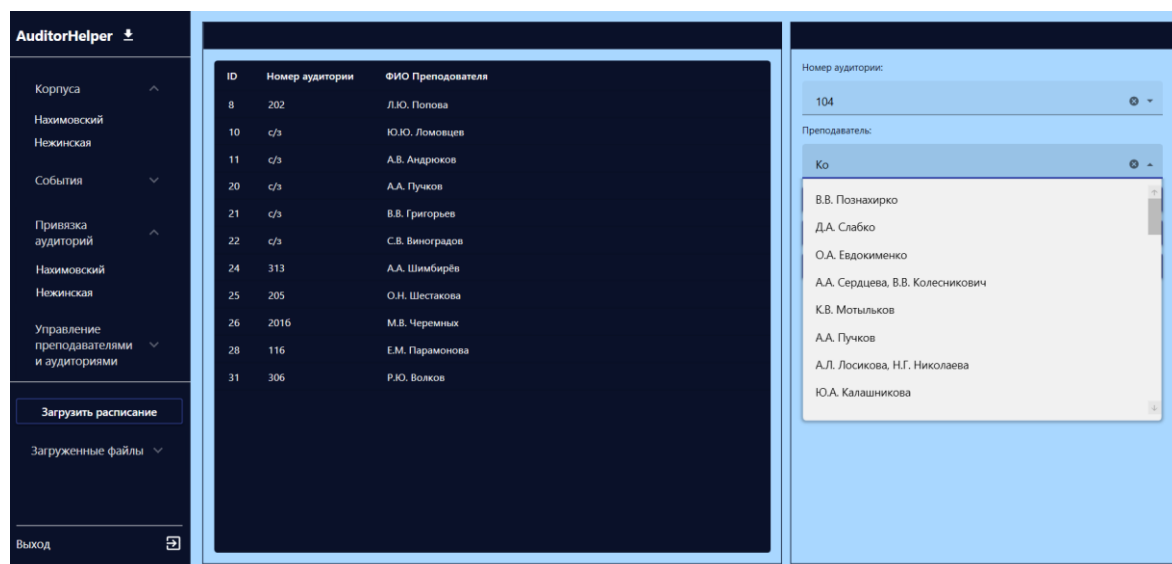 AuditorHelper
Корпуса
Нахимовский
Нежинская
События
Привязка
аудиторий
Нахимовский
Нежинская
Управление
преподавателями
и аудиториями
Загрузить расписание
Загруженные файлы
Выход
ID Номер аудитории ФИО Преподователя
8 202 Л.Ю. Попова
10 с/з Ю.Ю. Ломовцев
11 с/з А.В. Андрюков
20 с/з А.А. Пучков
21 с/з В.В. Григорьев
22 с/з С.В. Виноградов
24 313 А.А. Шимбирёв
25 205 О.Н. Шестакова
26 2016 М.В. Черемных
28 116 Е.М. Парамонова
31 306 Р.Ю. Волков
Номер аудитории:
104
Преподаватель:
Ко
В.В. Познахирко
Д.А. Слабко
О.А. Евдокименко
А.А. Сердцева, В.В. Колесникович
К.В. Мотыльков
А.А. Пучков
А.Л. Лосикова, Н.Г. Николаева
Ю.А. Калашникова